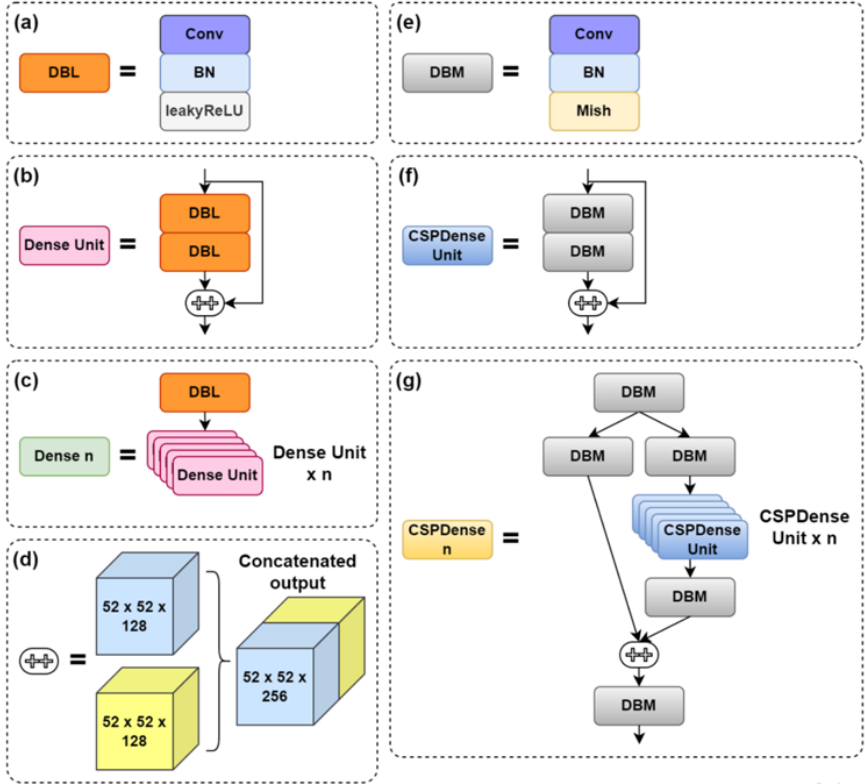 (a)
DBL
=
Conv
BN
leakyReLU
(e)
DBM
=
Conv
BN
Mish
(b)
Dense Unit
=
DBL
DBL
++
(f)
CSPDense
Unit
=
DBM
DBM
++
(c)
DBL
Dense n
=
Dense Unit
Dense Unit
x n
(d)
++
=
52 x 52 x
128
52 x 52 x
128
Concatenated
output
52 x 52 x
256
(g)
CSPDense
n
=
DBM
DBM
DBM
CSPDense
Unit
CSPDense
Unit x n
DBM
++
DBM